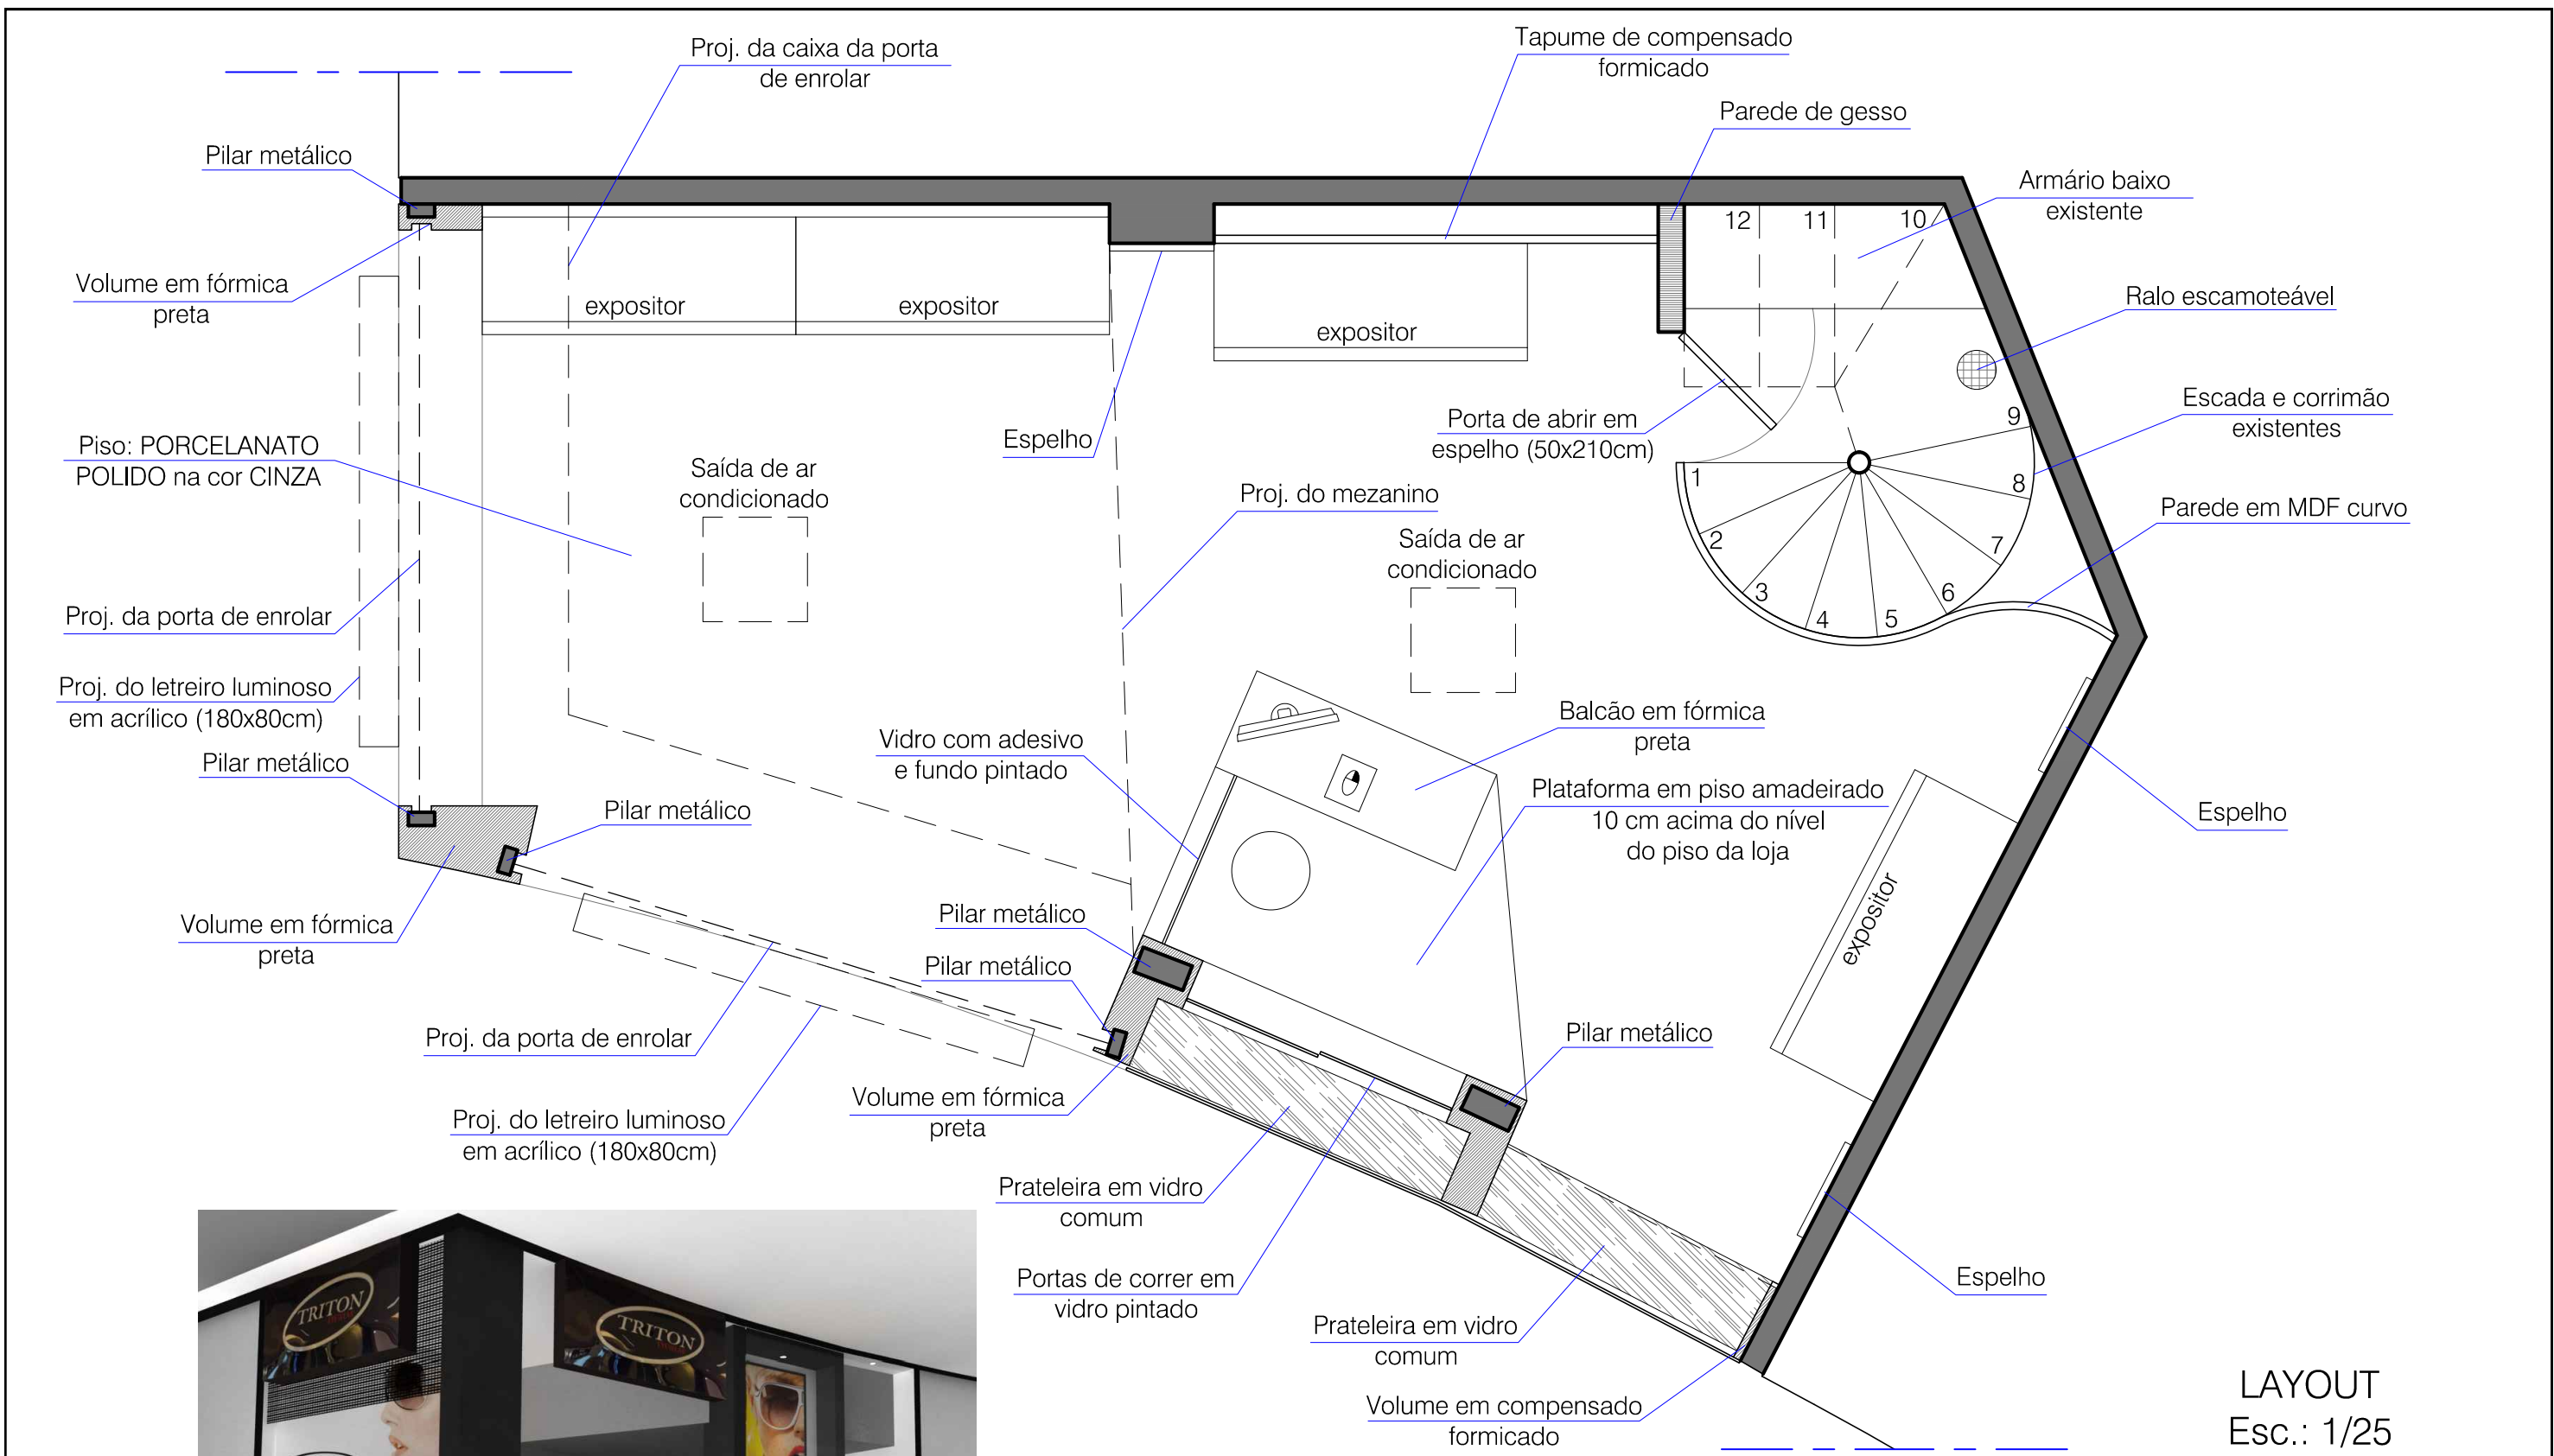 Proj. da caixa da porta
de enrolar
Tapume de compensado
formicado
Parede de gesso
Pilar metálico
Armário baixo
existente
12
11
10
Volume em fórmica
preta
expositor
expositor
expositor
Ralo escamoteável
Escada e corrimão
existentes
Porta de abrir em
espelho (50x210cm)
Espelho
Piso: PORCELANATO
POLIDO na cor CINZA
Saída de ar
condicionado
9
1
8
Proj. do mezanino
Parede em MDF curvo
2
7
Saída de ar
condicionado
3
6
4
5
Proj. da porta de enrolar
Proj. do letreiro luminoso
em acrílico (180x80cm)
Pilar metálico
Vidro com adesivo
e fundo pintado
Balcão em fórmica
preta
Plataforma em piso amadeirado
10 cm acima do nível
do piso da loja
Pilar metálico
Espelho
expositor
Volume em fórmica
preta
Pilar metálico
Pilar metálico
Proj. da porta de enrolar
Pilar metálico
Volume em fórmica
preta
Proj. do letreiro luminoso
em acrílico (180x80cm)
Prateleira em vidro
comum
Portas de correr em
vidro pintado
Espelho
Prateleira em vidro
comum
Volume em compensado
formicado
TRITON
TRITON
LAYOUT
Esc.: 1/25